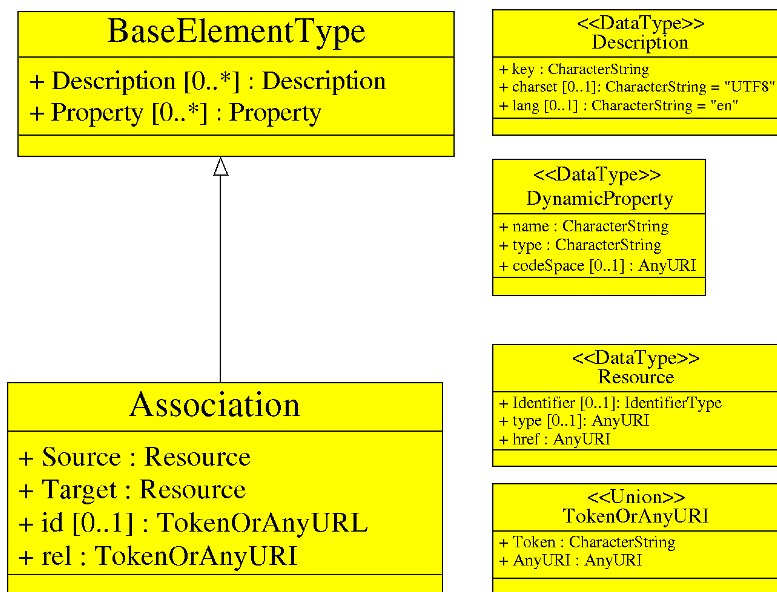 BaseElementType
+ Description [0..*] : Description
+ Property [0..*] : Property
<<DataType>>
Description
+ key : CharacterString
+ charset [0..1]: CharacterString = "UTF8"
+ lang [0..1] : CharacterString = "en"
<<DataType>>
DynamicProperty
+ name : CharacterString
+ type : CharacterString
+ codeSpace [0..1] : AnyURI
Association
+ Source : Resource
+ Target : Resource
+ id [0..1] : TokenOrAnyURL
+ rel : TokenOrAnyURI
<<DataType>>
Resource
+ Identifier [0..1]: IdentifierType
+ type [0..1]: AnyURI
+ href : AnyURI
<<Union>>
TokenOrAnyURI
+ Token : CharacterString
+ AnyURI : AnyURI